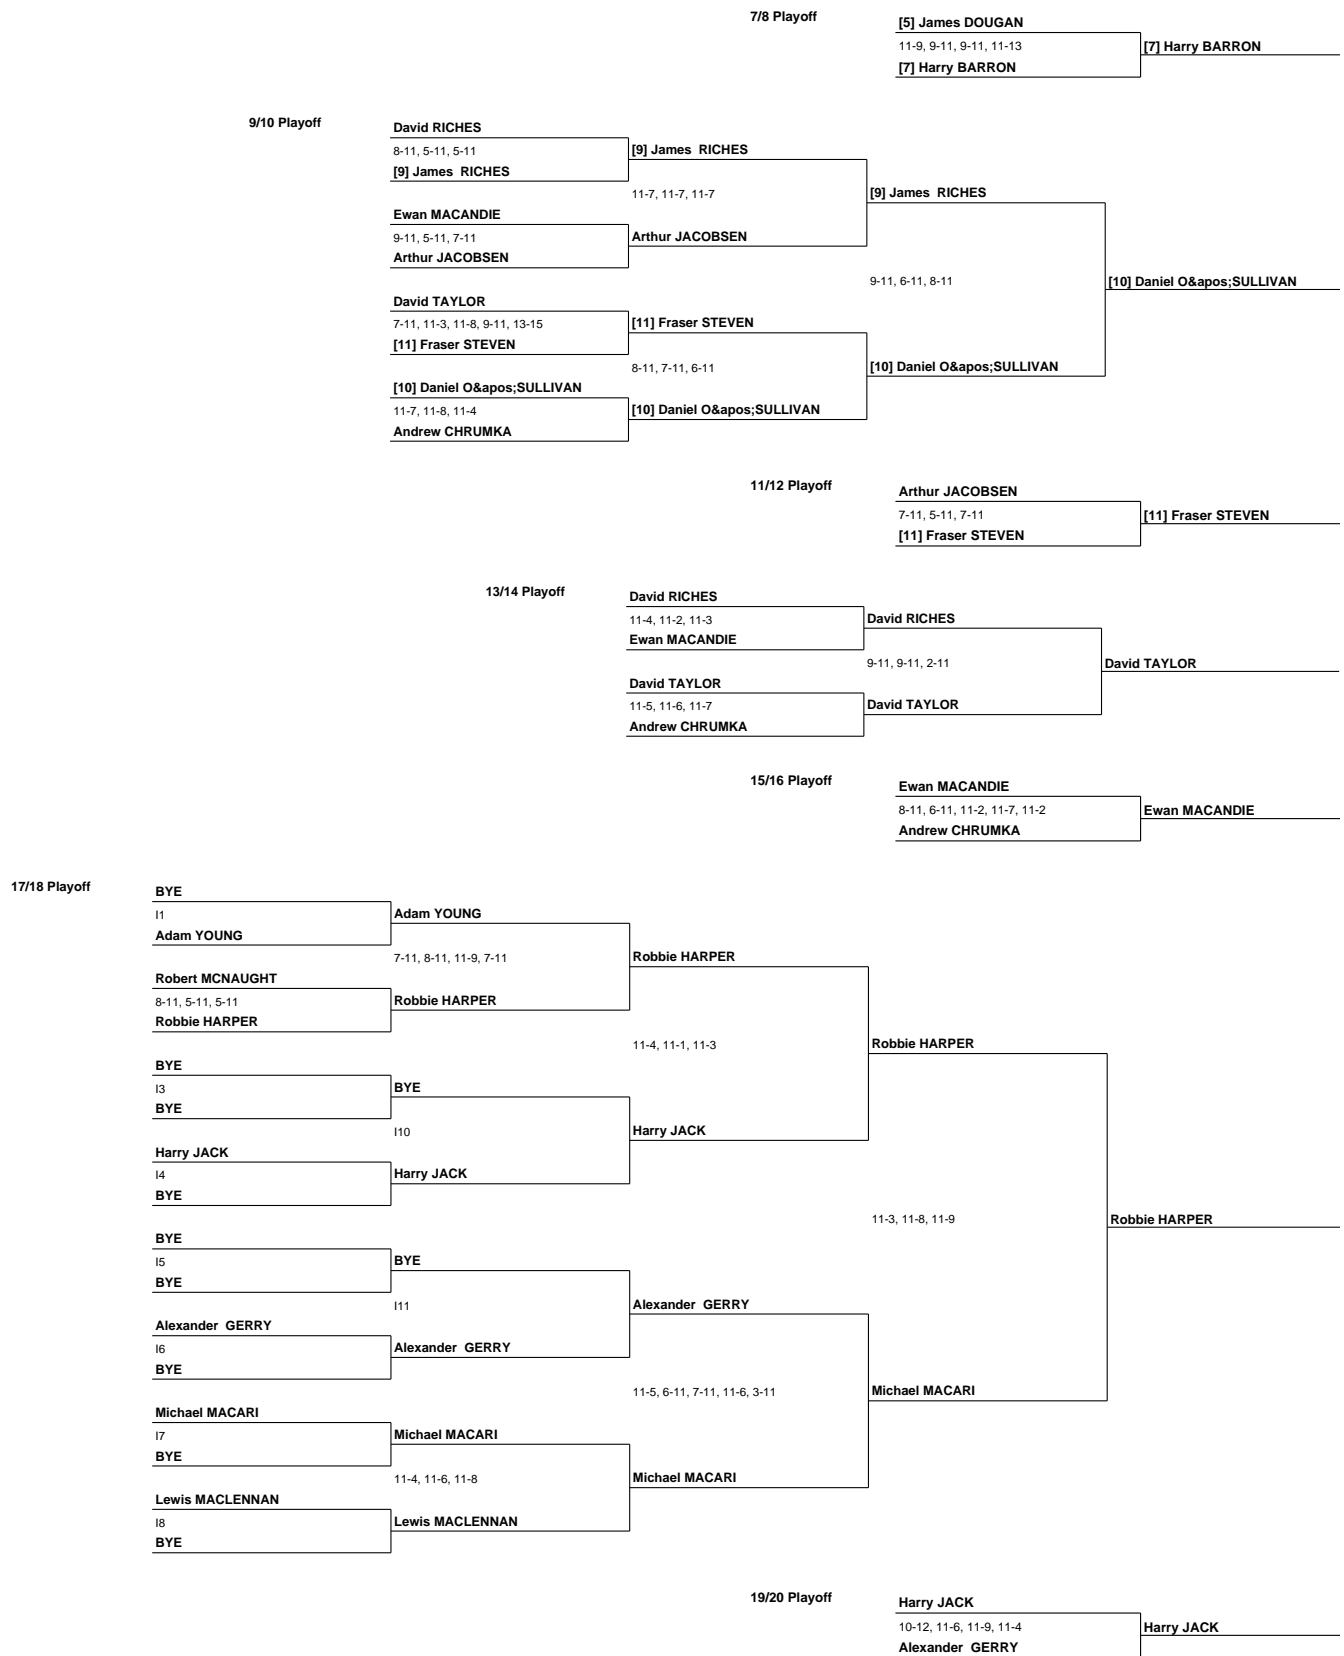 7/8 Playoff
[5] James DOUGAN
11-9, 9-11, 9-11, 11-13
[7] Harry BARRON
[7] Harry BARRON
9/10 Playoff
David RICHES
8-11, 5-11, 5-11
[9] James  RICHES
[9] James  RICHES
11-7, 11-7, 11-7
[9] James  RICHES
Ewan MACANDIE
9-11, 5-11, 7-11
Arthur JACOBSEN
Arthur JACOBSEN
9-11, 6-11, 8-11
[10] Daniel O&apos;SULLIVAN
David TAYLOR
7-11, 11-3, 11-8, 9-11, 13-15
[11] Fraser STEVEN
[11] Fraser STEVEN
8-11, 7-11, 6-11
[10] Daniel O&apos;SULLIVAN
[10] Daniel O&apos;SULLIVAN
11-7, 11-8, 11-4
[10] Daniel O&apos;SULLIVAN
Andrew CHRUMKA
11/12 Playoff
Arthur JACOBSEN
7-11, 5-11, 7-11
[11] Fraser STEVEN
[11] Fraser STEVEN
13/14 Playoff
David RICHES
11-4, 11-2, 11-3
David RICHES
Ewan MACANDIE
9-11, 9-11, 2-11
David TAYLOR
David TAYLOR
11-5, 11-6, 11-7
David TAYLOR
Andrew CHRUMKA
15/16 Playoff
Ewan MACANDIE
8-11, 6-11, 11-2, 11-7, 11-2
Ewan MACANDIE
Andrew CHRUMKA
17/18 Playoff
BYE
I1
Adam YOUNG
Adam YOUNG
7-11, 8-11, 11-9, 7-11
Robbie HARPER
Robert MCNAUGHT
8-11, 5-11, 5-11
Robbie HARPER
Robbie HARPER
11-4, 11-1, 11-3
Robbie HARPER
BYE
I3
BYE
BYE
I10
Harry JACK
Harry JACK
I4
Harry JACK
BYE
11-3, 11-8, 11-9
Robbie HARPER
BYE
I5
BYE
BYE
I11
Alexander  GERRY
Alexander  GERRY
I6
Alexander  GERRY
BYE
11-5, 6-11, 7-11, 11-6, 3-11
Michael MACARI
Michael MACARI
I7
Michael MACARI
BYE
11-4, 11-6, 11-8
Michael MACARI
Lewis MACLENNAN
I8
Lewis MACLENNAN
BYE
19/20 Playoff
Harry JACK
10-12, 11-6, 11-9, 11-4
Harry JACK
Alexander  GERRY